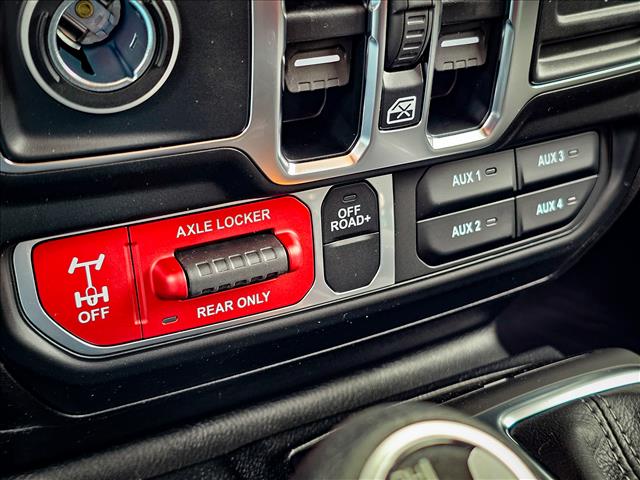 AXLE LOCKER
REAR ONLY
OFF
OFF
ROAD+
AUX 1
AUX 2
AUX 3
AUX 4